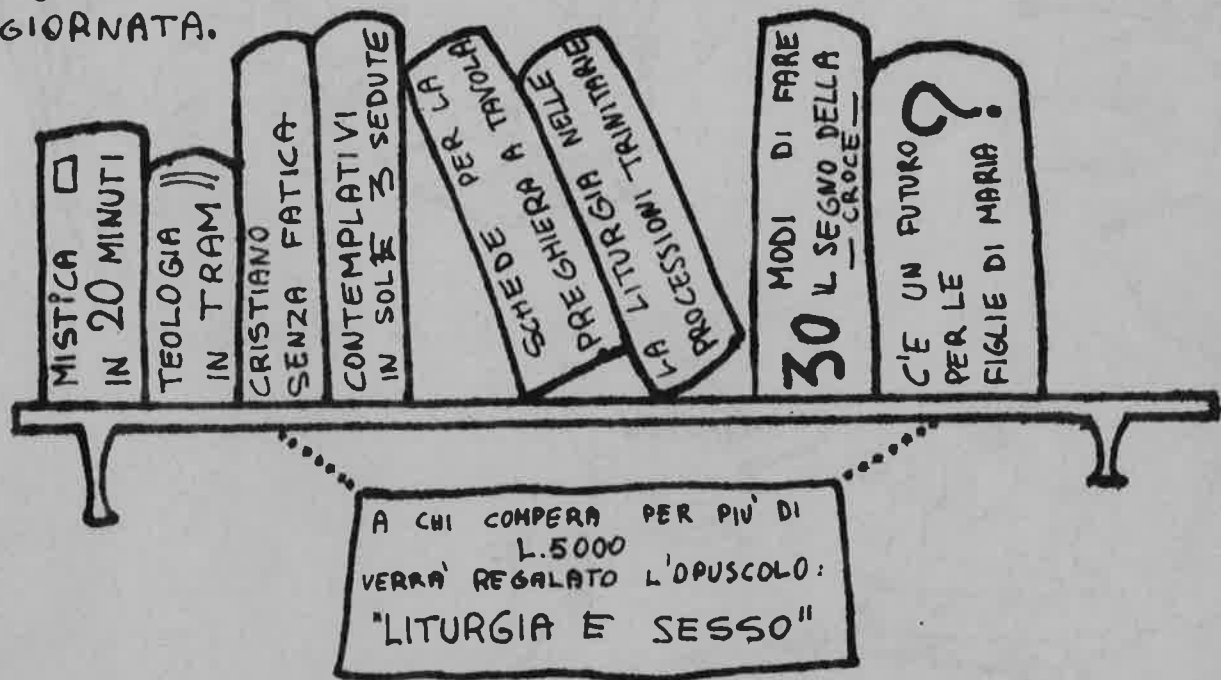 GIORNATA.
MISTICA
IN 20 MINUTI
TEOLOGIA
IN TRAM
CRISTIANO
SENZA FATICA
CONTEMPLATIVI
IN SOLE 3 SEDUTE
SCHEDE PER LA
PREGHIERA A TAVOLA
LA LITURGIA NELLE
PROCESSIONI TRINITARIE
30 MODI DI FARE
IL SEGNO DELLA
CROCE
C'E UN FUTURO
PER LE
FIGLIE DI MARIA ?
A CHI COMPERA PER PIU' DI
L.5000
VERRA' REGALATO L'OPUSCOLO:
"LITURGIA E SESSO"